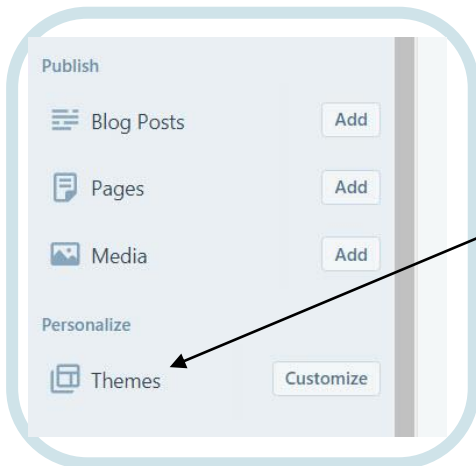 Publish
Blog Posts Add
Pages Add
Media Add
Personalize
Themes Customize